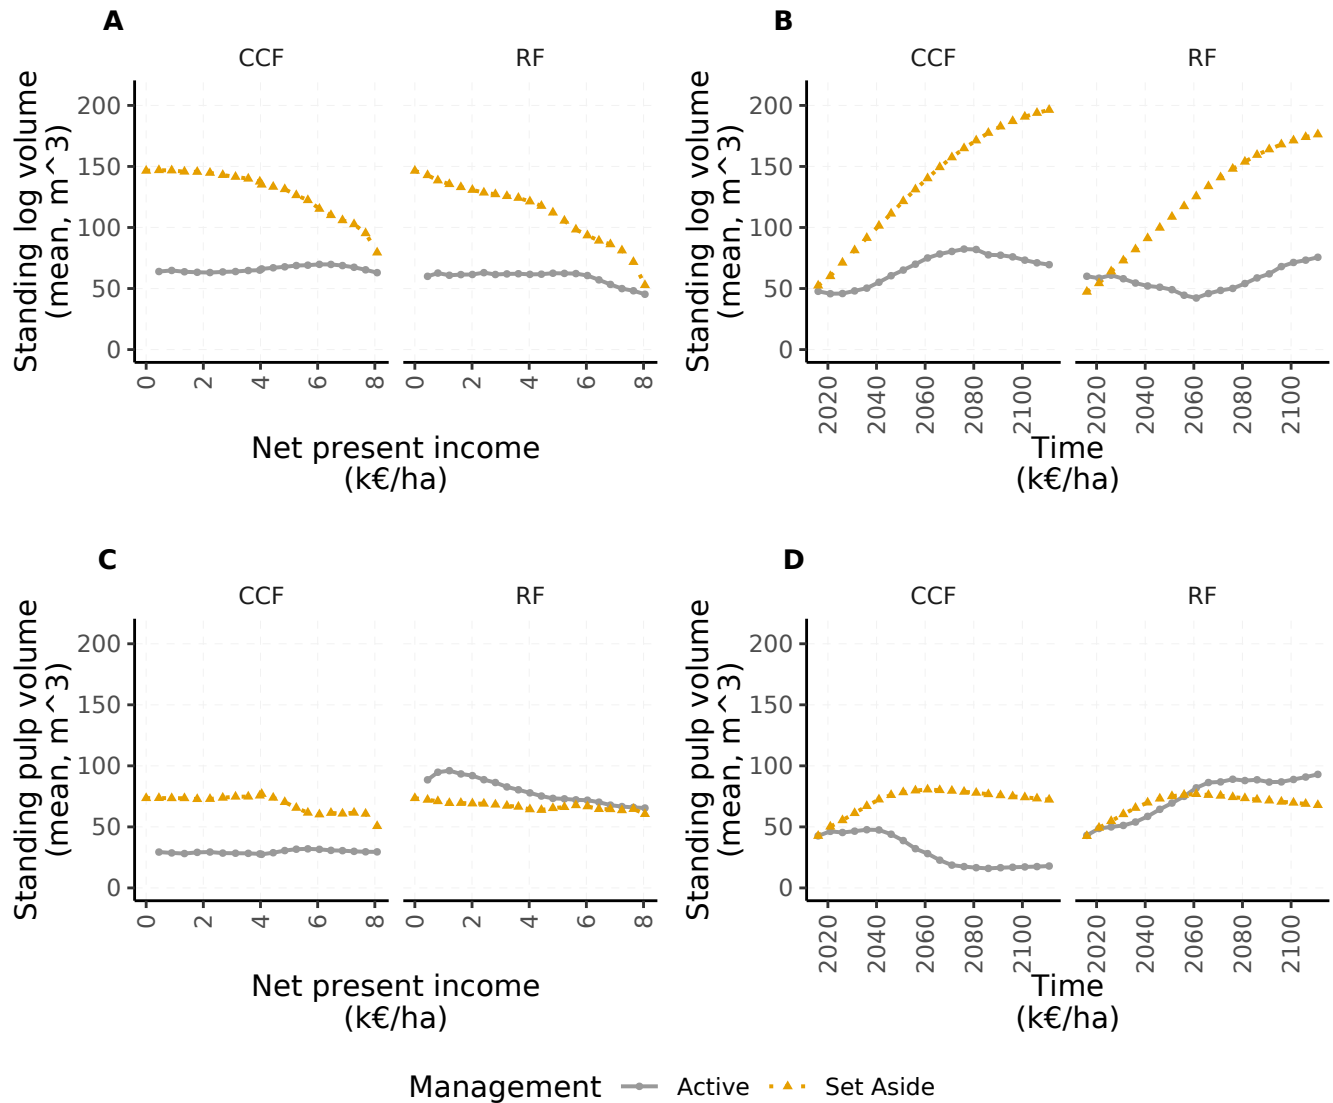 A
B
CCF
RF
CCF
RF
Standing log volume
(mean, m^3)
200
150
100
50
0
0
2
4
6
8
0
2
4
6
8
Net present income
(k€/ha)
Standing log volume
(mean, m^3)
200
150
100
50
0
2020
2040
2060
2080
2100
2020
2040
2060
2080
2100
Time
(k€/ha)
C
D
CCF
RF
CCF
RF
Standing pulp volume
(mean, m^3)
200
150
100
50
0
0
2
4
6
8
0
2
4
6
8
Net present income
(k€/ha)
Standing pulp volume
(mean, m^3)
200
150
100
50
0
2020
2040
2060
2080
2100
2020
2040
2060
2080
2100
Time
(k€/ha)
Management Active Set Aside